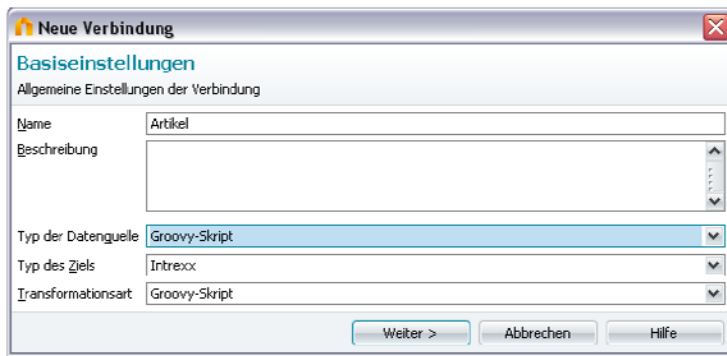 Neue Verbindung
Basiseinstellungen
Allgemeine Einstellungen der Verbindung
Name Artikel
Beschreibung
Typ der Datenquelle Groovy-Skript
Typ des Ziels Intrexx
Transformationsart Groovy-Skript
Weiter > Abbrechen Hilfe